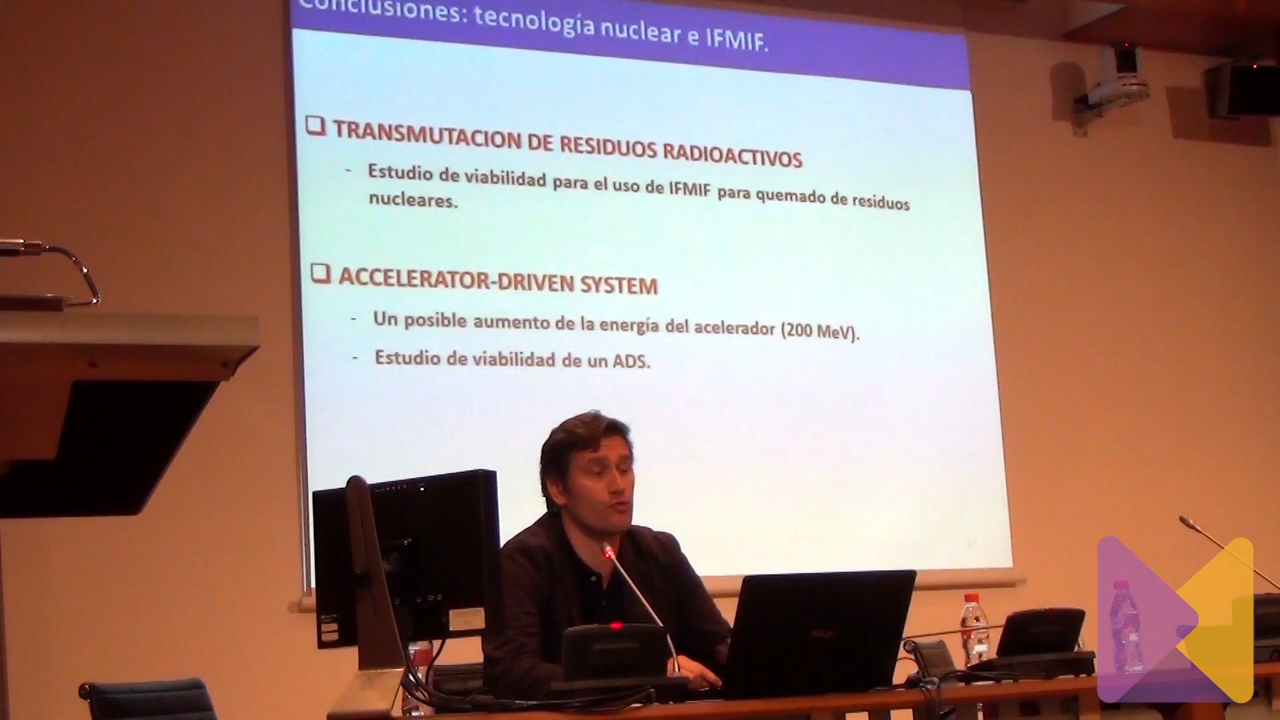 Conclusiones: tecnología nuclear e IFMIF.
❑ TRANSMUTACION DE RESIDUOS RADIOACTIVOS
- Estudio de viabilidad para el uso de IFMIF para quemado de residuos
nucleares.
❑ ACCELERATOR-DRIVEN SYSTEM
- Un posible aumento de la energía del acelerador (200 MeV).
- Estudio de viabilidad de un ADS.